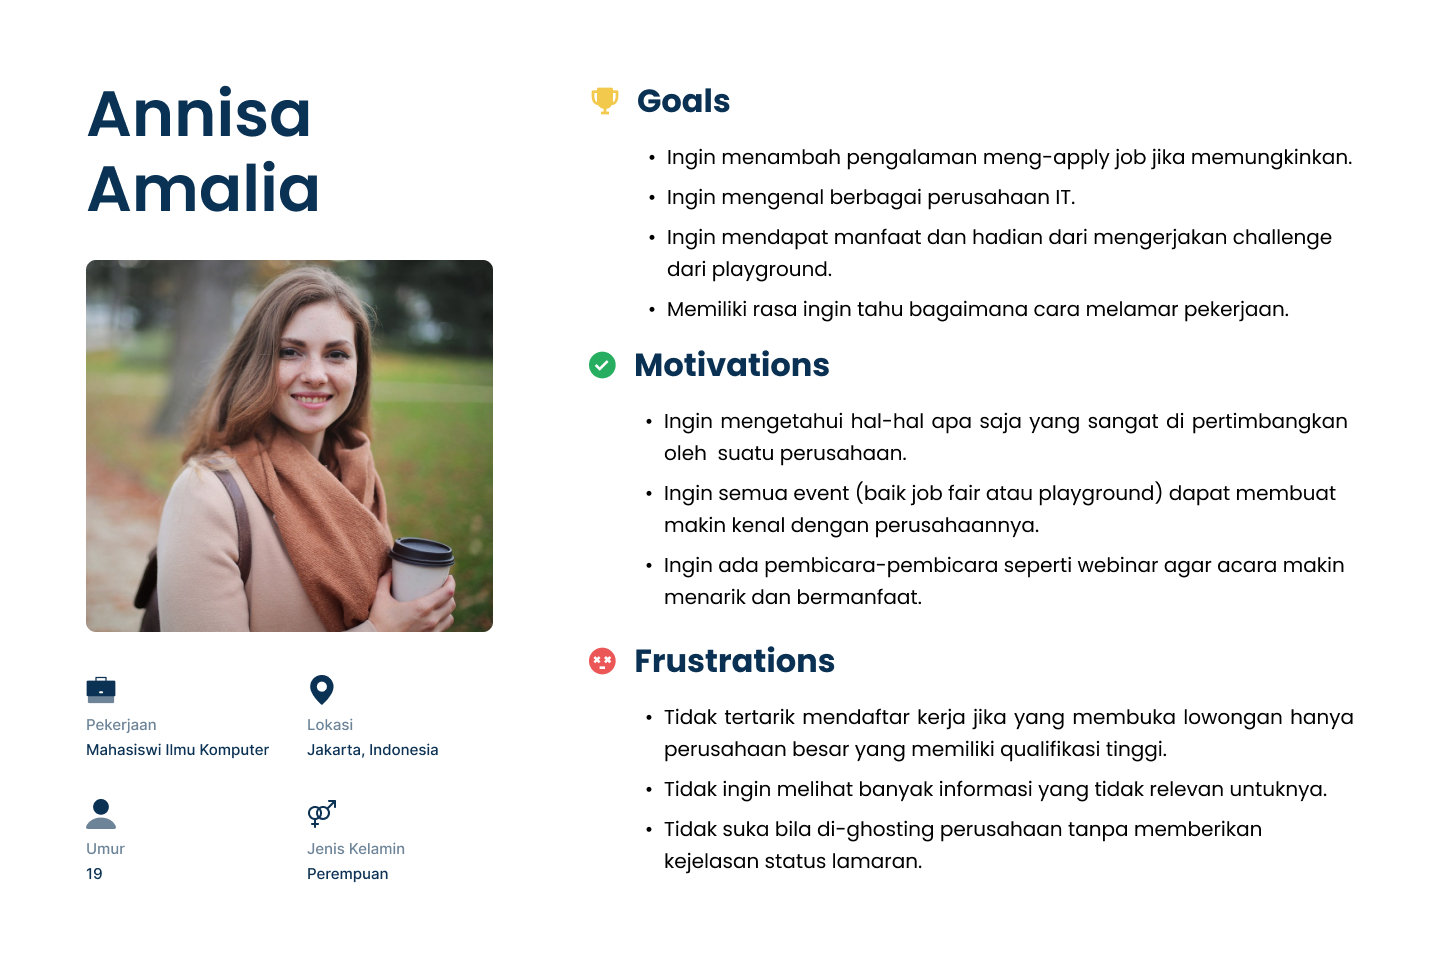 Annisa
Amalia
Pekerjaan
Mahasiswi Ilmu Komputer
Lokasi
Jakarta, Indonesia
Umur
19
Jenis Kelamin
Perempuan
Goals
• Ingin menambah pengalaman meng-apply job jika memungkinkan.
• Ingin mengenal berbagai perusahaan IT.
• Ingin mendapat manfaat dan hadian dari mengerjakan challenge
dari playground.
• Memiliki rasa ingin tahu bagaimana cara melamar pekerjaan.
Motivations
• Ingin mengetahui hal-hal apa saja yang sangat di pertimbangkan
oleh suatu perusahaan.
• Ingin semua event (baik job fair atau playground) dapat membuat
makin kenal dengan perusahaannya.
• Ingin ada pembicara-pembicara seperti webinar agar acara makin
menarik dan bermanfaat.
Frustrations
• Tidak tertarik mendaftar kerja jika yang membuka lowongan hanya
perusahaan besar yang memiliki qualifikasi tinggi.
• Tidak ingin melihat banyak informasi yang tidak relevan untuknya.
• Tidak suka bila di-ghosting perusahaan tanpa memberikan
kejelasan status lamaran.